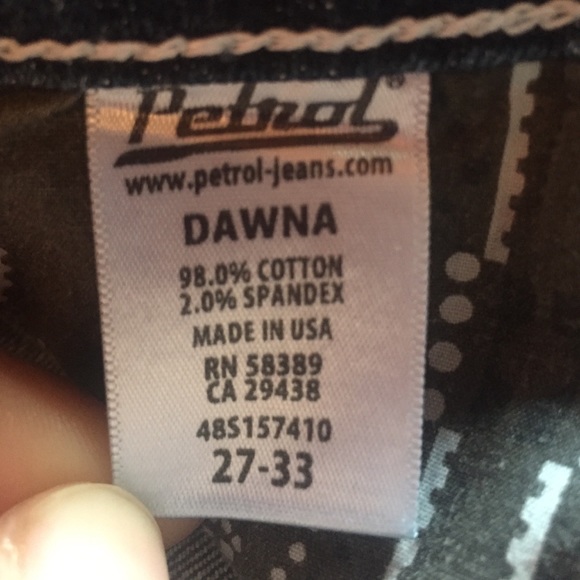 Petrol®
www.petrol-jeans.com
DAWNA
98.0% COTTON
2.0% SPANDEX
MADE IN USA
RN 58389
CA 29438
48S157410
27-33